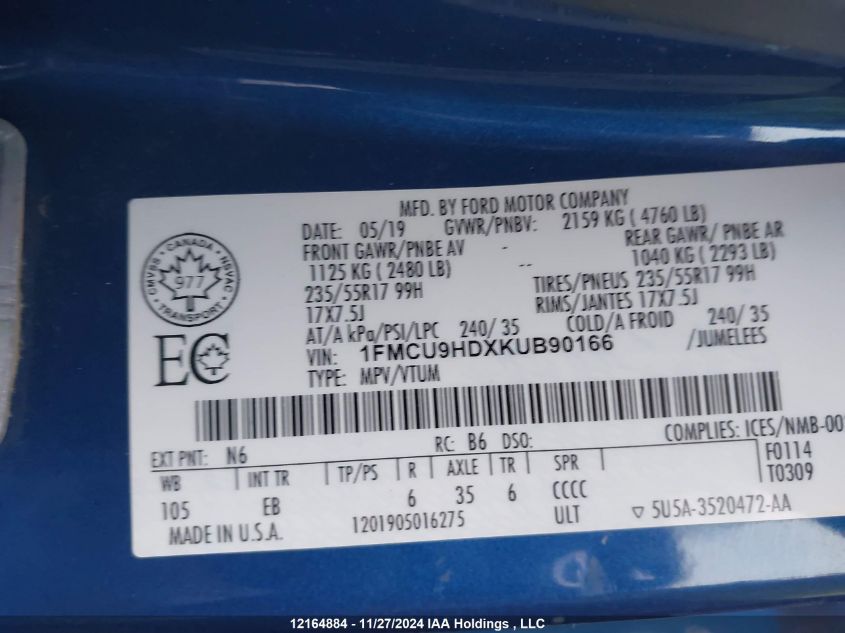 MFD. BY FORD MOTOR COMPANY
DATE: 05/19 GVWR/PNBV: 2159 KG ( 4760 LB)
FRONT GAWR/PNBE AV - REAR GAWR/ PNBE AR
1125 KG ( 2480 LB) -- 1040 KG ( 2293 LB)
235/55R17 99H TIRES/PNEUS 235/55R17 99H
17X7.5J RIMS/JANTES 17X7.5J
AT/A kPa/PSI/LPC 240/ 35 COLD/A FROID 240/ 35
VIN: 1FMCU9HDXKUB90166 /JUMELEES
TYPE: MPV/VTUM
CANADA
CMVSS NSVAC
977
TRANSPORT
EC
EXT PNT: N6 RC: B6 DSO: COMPLIES: ICES/NMB-00
WB INT TR TP/PS R AXLE TR SPR F0114
105 EB 6 35 6 CCCC T0309
MADE IN U.S.A. 1201905016275 ULT 5U5A-3520472-AA
12164884 - 11/27/2024 IAA Holdings , LLC